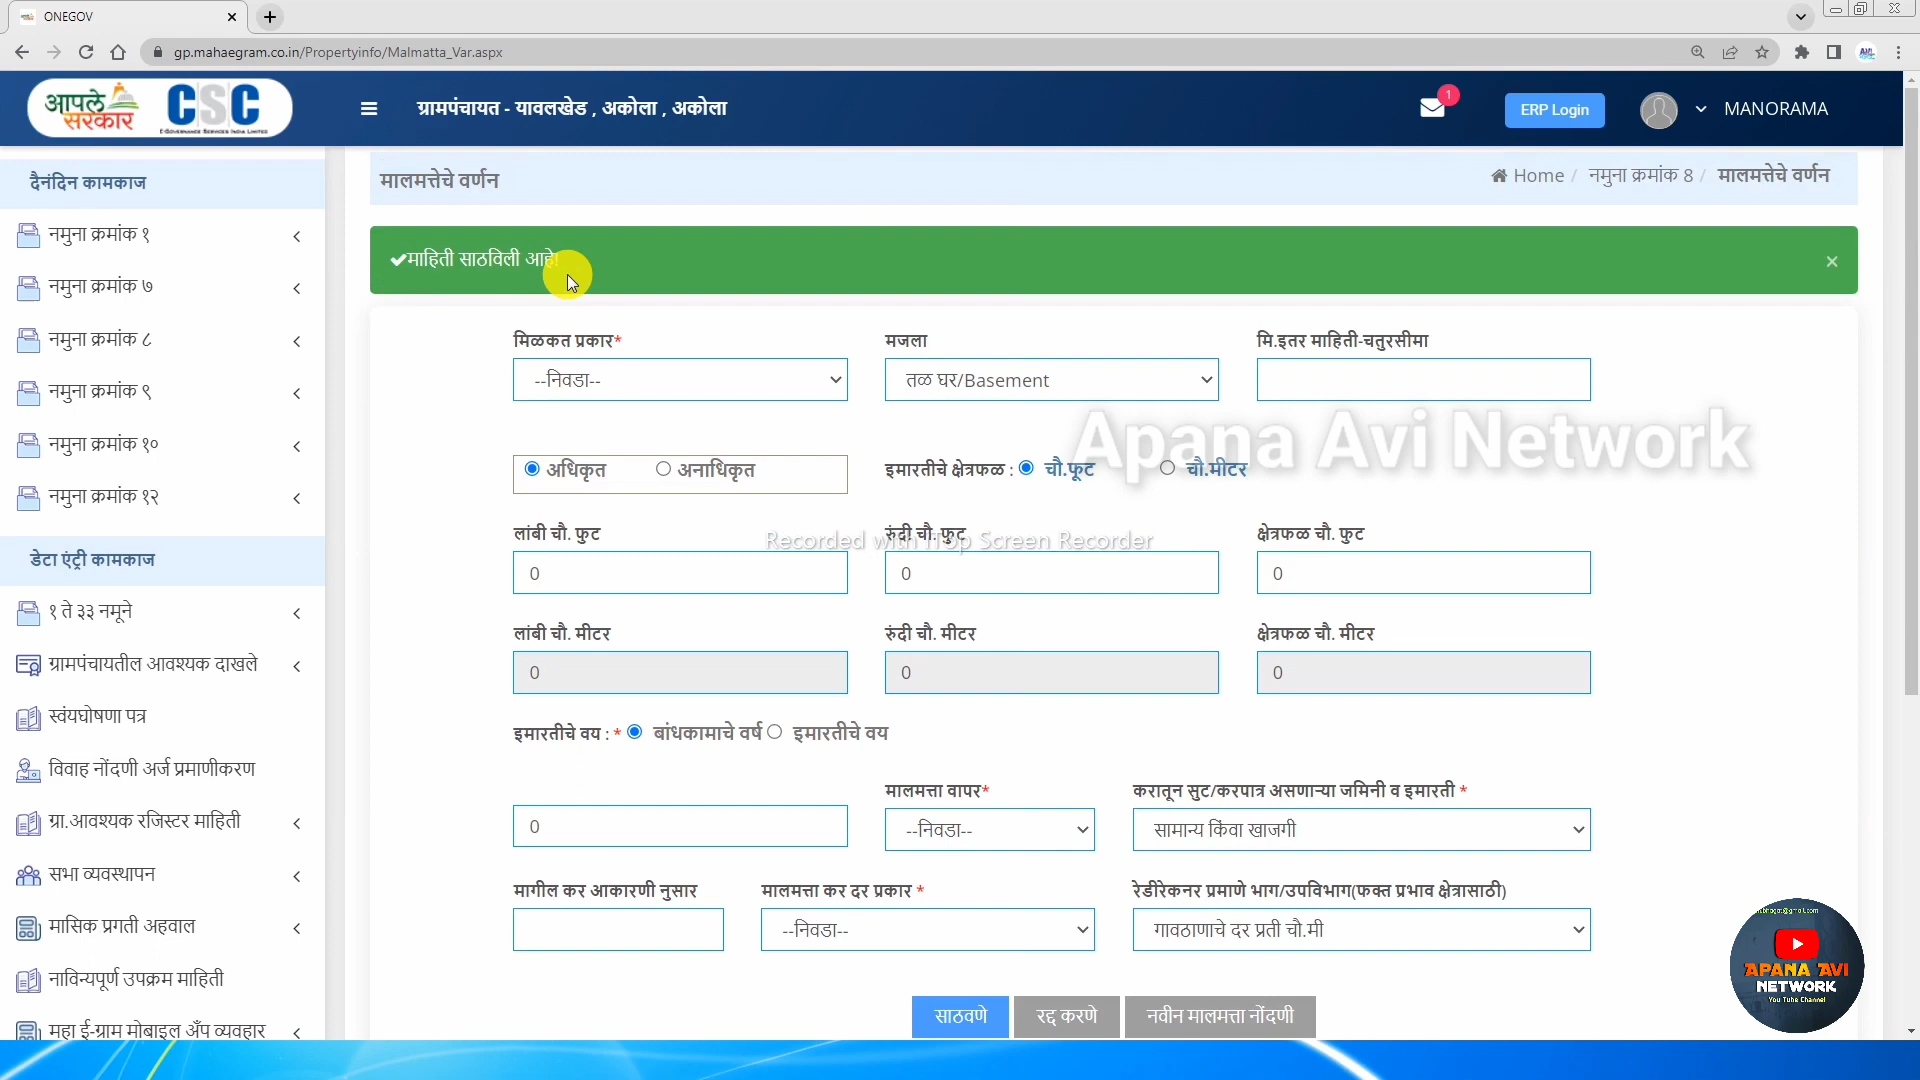 ONEGOV
gp.mahaegram.co.in/Propertyinfo/Malmatta_Var.aspx
आपले सरकार
CSC
E-GOVERNANCE SERVICES INDIA LIMITED
ग्रामपंचायत - यावलखेड , अकोला , अकोला
1
ERP Login
MANORAMA
दैनंदिन कामकाज
नमुना क्रमांक १
नमुना क्रमांक ७
नमुना क्रमांक ८
नमुना क्रमांक ९
नमुना क्रमांक १०
नमुना क्रमांक १२
डेटा एंट्री कामकाज
१ ते ३३ नमूने
ग्रामपंचायतील आवश्यक दाखले
स्वंयघोषणा पत्र
विवाह नोंदणी अर्ज प्रमाणीकरण
ग्रा.आवश्यक रजिस्टर माहिती
सभा व्यवस्थापन
मासिक प्रगती अहवाल
नाविन्यपूर्ण उपक्रम माहिती
महा ई-ग्राम मोबाइल अँप व्यवहार
मालमत्तेचे वर्णन
Home / नमुना क्रमांक 8 / मालमत्तेचे वर्णन
माहिती साठविली आहे! ×
मिळकत प्रकार* मजला मि.इतर माहिती-चतुरसीमा
--निवडा-- तळ घर/Basement
Apana Avi Network
अधिकृत अनाधिकृत इमारतीचे क्षेत्रफळ : चौ.फूट चौ.मीटर
लांबी चौ. फुट रुंदी चौ. फुट क्षेत्रफळ चौ. फुट
Recorded with iTop Screen Recorder
0 0 0
लांबी चौ. मीटर रुंदी चौ. मीटर क्षेत्रफळ चौ. मीटर
0 0 0
इमारतीचे वय : * बांधकामाचे वर्ष इमारतीचे वय
मालमत्ता वापर* करातून सुट/करपात्र असणाऱ्या जमिनी व इमारती *
0 --निवडा-- सामान्य किंवा खाजगी
मागील कर आकारणी नुसार मालमत्ता कर दर प्रकार * रेडीरेकनर प्रमाणे भाग/उपविभाग(फक्त प्रभाव क्षेत्रासाठी)
--निवडा-- गावठाणाचे दर प्रती चौ.मी
साठवणे रद्द करणे नवीन मालमत्ता नोंदणी
APANA AVI
NETWORK
You Tube Channel